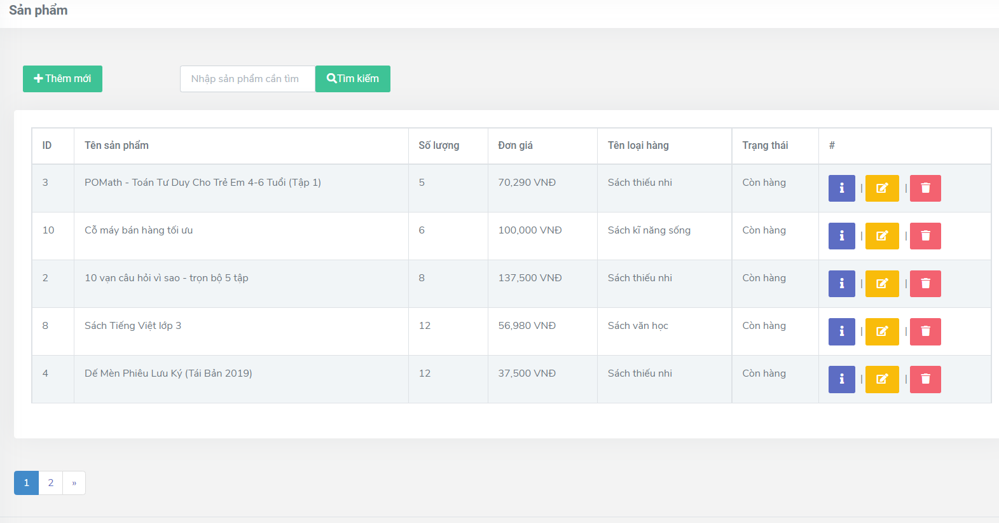 Sản phẩm
Thêm mới Nhập sản phẩm cần tìm Tìm kiếm
ID Tên sản phẩm Số lượng Đơn giá Tên loại hàng Trạng thái #
3 POMath - Toán Tư Duy Cho Trẻ Em 4-6 Tuổi (Tập 1) 5 70,290 VNĐ Sách thiếu nhi Còn hàng | |
10 Cỗ máy bán hàng tối ưu 6 100,000 VNĐ Sách kĩ năng sống Còn hàng | |
2 10 vạn câu hỏi vì sao - trọn bộ 5 tập 8 137,500 VNĐ Sách thiếu nhi Còn hàng | |
8 Sách Tiếng Việt lớp 3 12 56,980 VNĐ Sách văn học Còn hàng | |
4 Dế Mèn Phiêu Lưu Ký (Tái Bản 2019) 12 37,500 VNĐ Sách thiếu nhi Còn hàng | |
1 2 »